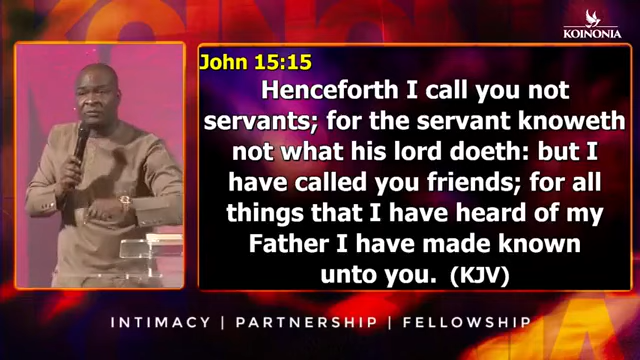 KOINONIA
John 15:15
Henceforth I call you not
servants; for the servant knoweth
not what his lord doeth: but I
have called you friends; for all
things that I have heard of my
Father I have made known
unto you. (KJV)
INTIMACY | PARTNERSHIP | FELLOWSHIP